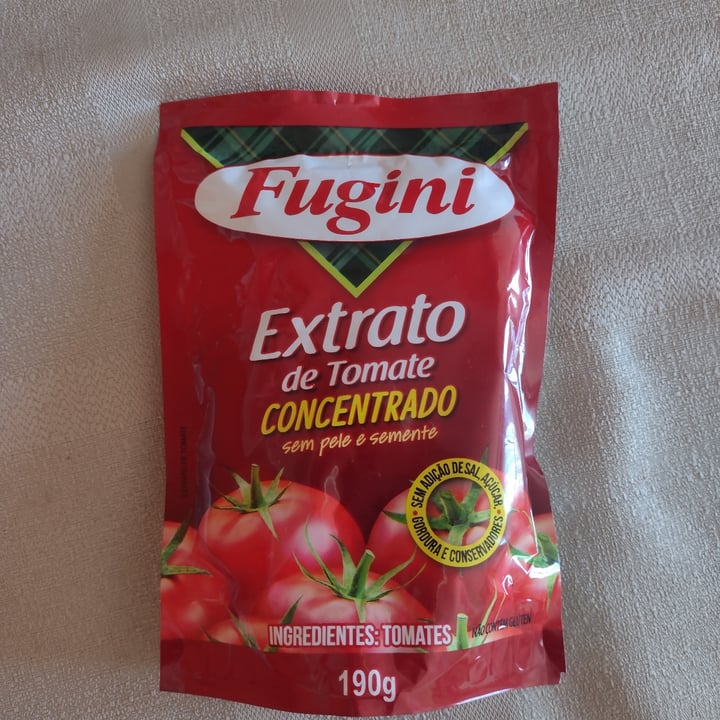 Fugini
Extrato
de Tomate
CONCENTRADO
sem pele e semente
SEM ADIÇÃO DE SAL, AÇÚCAR,
GORDURA E CONSERVADORES
INGREDIENTES: TOMATES
NÃO CONTÉM GLÚTEN
190g